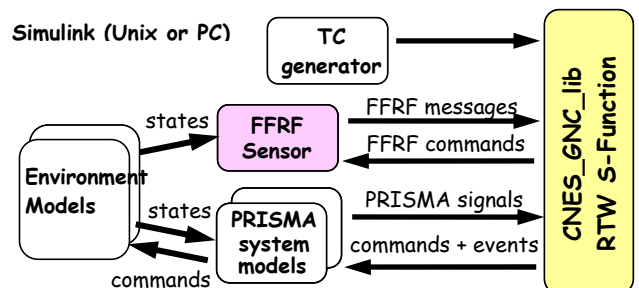 Simulink (Unix or PC)
TC
generator
states
FFRF
Sensor
FFRF messages
FFRF commands
Environment
Models
states
PRISMA
system
models
PRISMA signals
commands + events
commands
CNES_GNC_lib
RTW S-Function